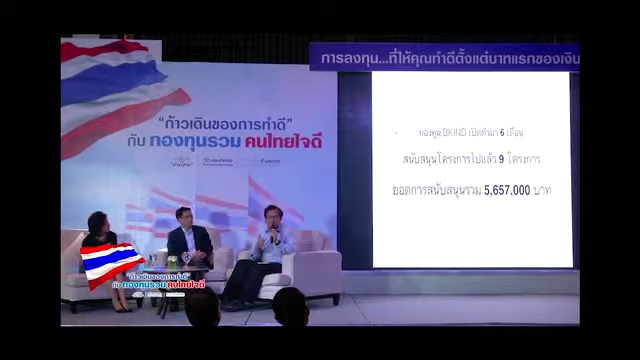 การลงทุน...ที่ให้คุณทำดีตั้งแต่บาทแรกของเงิน
"ก้าวเดินของการทำดี"
กับ กองทุนรวม คนไทยใจดี
กองทุน BKIND เปิดตัวมา 6 เดือน
สนับสนุนโครงการไปแล้ว 9 โครงการ
ยอดการสนับสนุนรวม 5,657,000 บาท
"ก้าวเดินของการทำดี"
กับ กองทุนรวม คนไทยใจดี